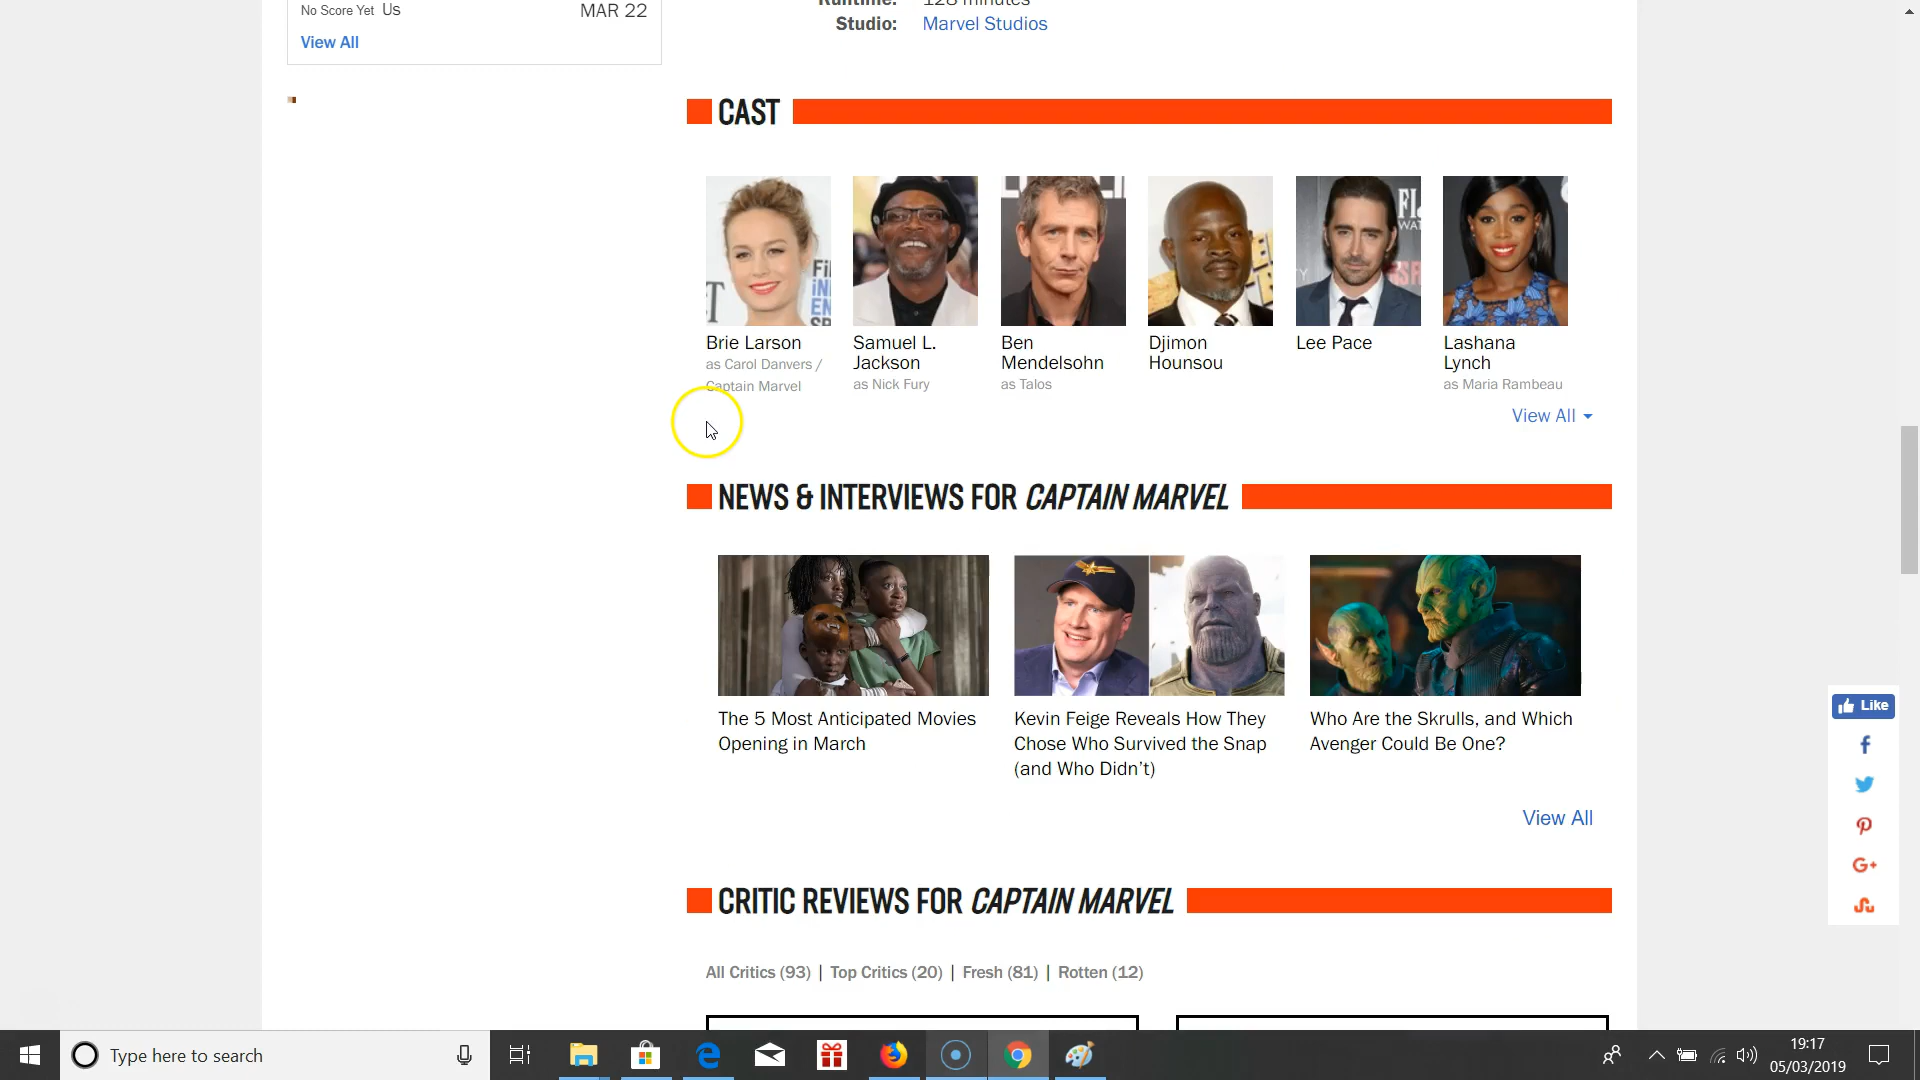 No Score Yet Us MAR 22
View All
Studio: Marvel Studios
CAST
Brie Larson
as Carol Danvers /
Captain Marvel
Samuel L.
Jackson
as Nick Fury
Ben
Mendelsohn
as Talos
Djimon
Hounsou
Lee Pace
Lashana
Lynch
as Maria Rambeau
View All
NEWS & INTERVIEWS FOR CAPTAIN MARVEL
The 5 Most Anticipated Movies
Opening in March
Kevin Feige Reveals How They
Chose Who Survived the Snap
(and Who Didn't)
Who Are the Skrulls, and Which
Avenger Could Be One?
View All
Like
CRITIC REVIEWS FOR CAPTAIN MARVEL
All Critics (93) | Top Critics (20) | Fresh (81) | Rotten (12)
Type here to search
19:17
05/03/2019